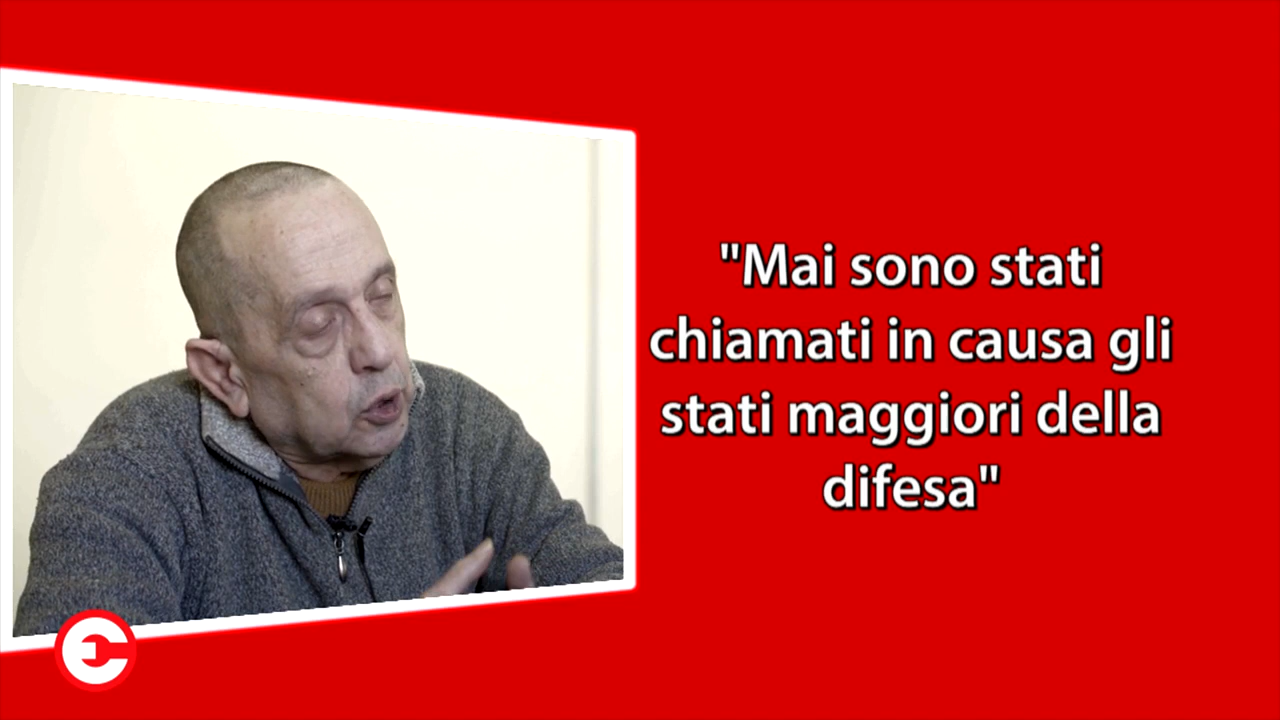 "Mai sono stati
chiamati in causa gli
stati maggiori della
difesa"